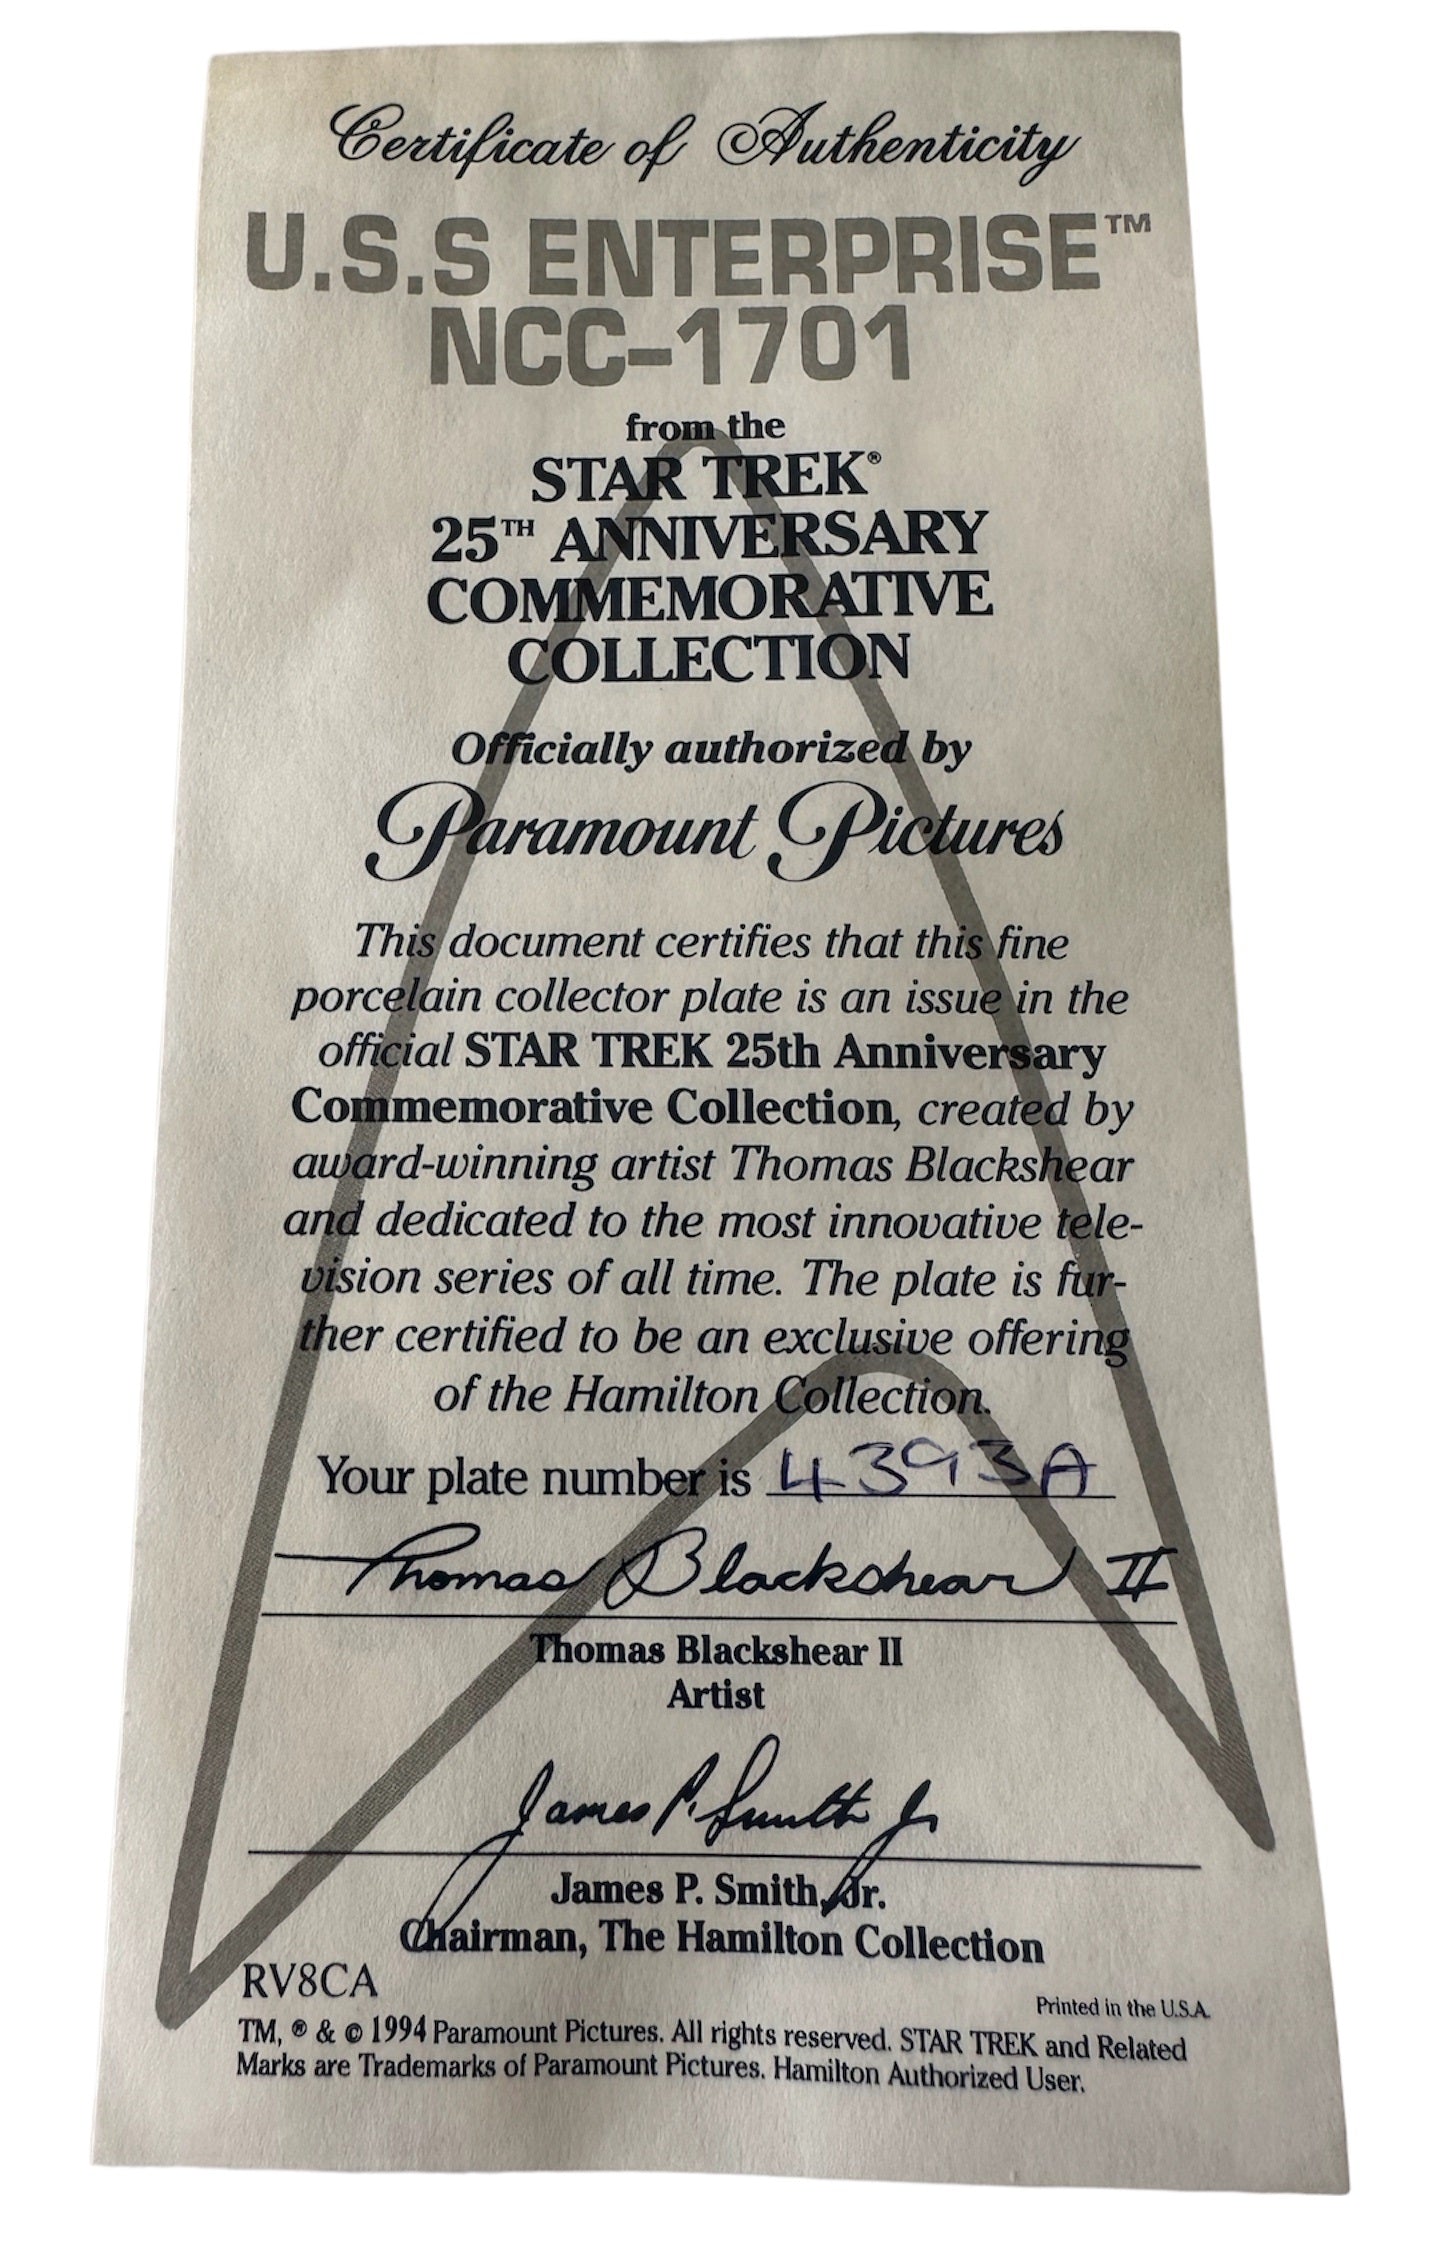 Certificate of Authenticity
U.S.S ENTERPRISE™
NCC-1701
from the
STAR TREK®
25TH ANNIVERSARY
COMMEMORATIVE
COLLECTION
Officially authorized by
Paramount Pictures
This document certifies that this fine
porcelain collector plate is an issue in the
official STAR TREK 25th Anniversary
Commemorative Collection, created by
award-winning artist Thomas Blackshear
and dedicated to the most innovative tele-
vision series of all time. The plate is fur-
ther certified to be an exclusive offering
of the Hamilton Collection.
Your plate number is 4393A
Thomas Blackshear II
Thomas Blackshear II
Artist
James P. Smith Jr
James P. Smith, Jr.
Chairman, The Hamilton Collection
RV8CA
Printed in the U.S.A.
TM, ® & © 1994 Paramount Pictures. All rights reserved. STAR TREK and Related
Marks are Trademarks of Paramount Pictures. Hamilton Authorized User.